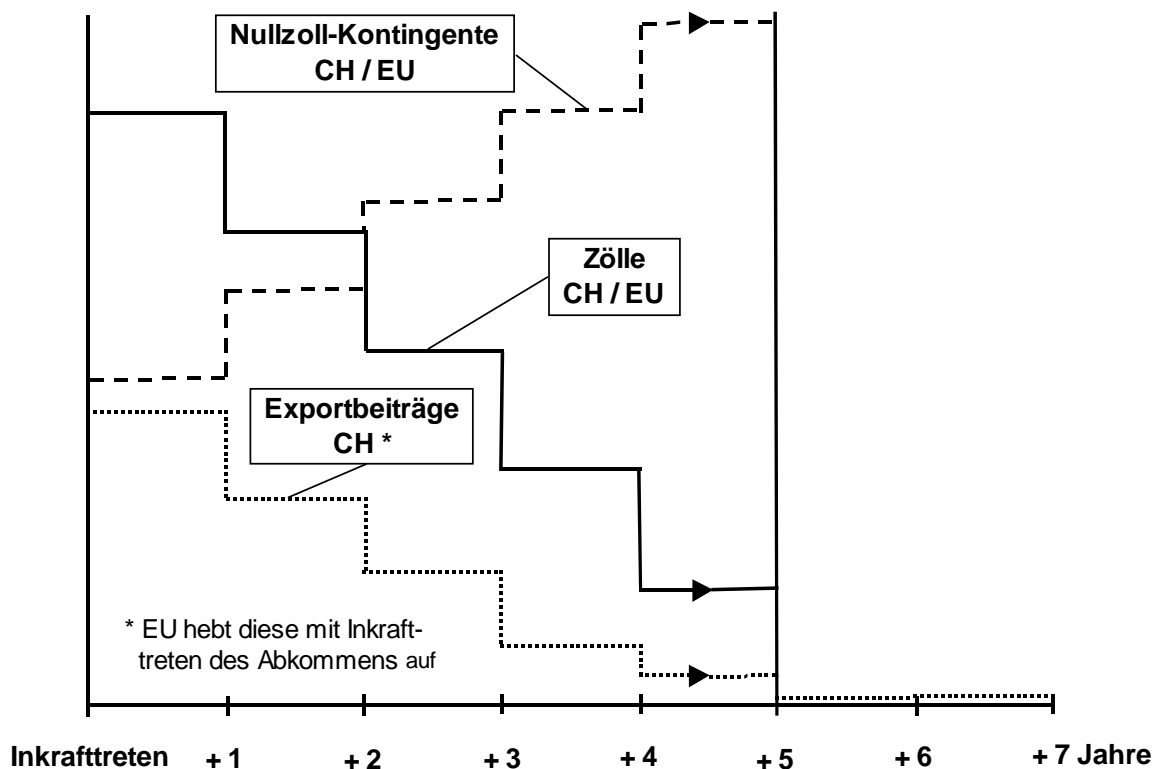 Nullzoll-Kontingente
CH / EU
Zölle
CH / EU
Exportbeiträge
CH *
* EU hebt diese mit Inkraft-
treten des Abkommens auf
Inkrafttreten + 1 + 2 + 3 + 4 + 5 + 6 + 7 Jahre